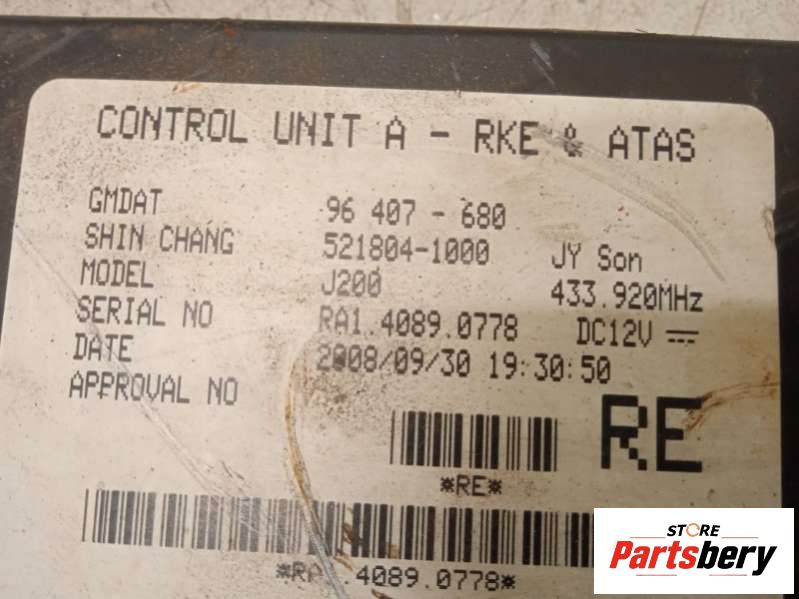 CONTROL UNIT A - RKE & ATAS
GMDAT 96 407-680
SHIN CHANG 521804-1000 JY Son
MODEL J200 433.920MHz
SERIAL NO RA1.4089.0778 DC12V
DATE 2008/09/30 19:30:50
APPROVAL NO
RE
*RE*
*RA1.4089.0778*
STORE
Partsbery